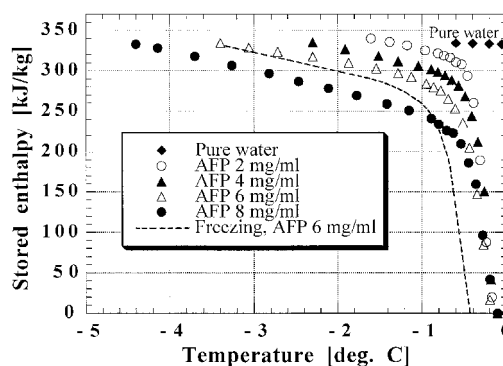 Pure water
350
300
250
200
150
100
50
0
Stored enthalpy [kJ/kg]
Pure water
AFP 2 mg/ml
AFP 4 mg/ml
AFP 6 mg/ml
AFP 8 mg/ml
Freezing, AFP 6 mg/ml
-5 -4 -3 -2 -1 0
Temperature [deg. C]